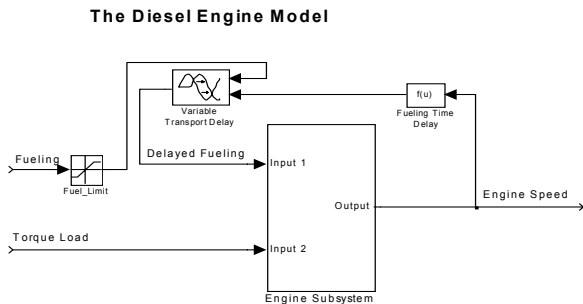 The Diesel Engine Model
Variable
Transport Delay
f(u)
Fueling Time
Delay
Fueling
Fuel_Limit
Delayed Fueling
Input 1
Engine Speed
Output
Torque Load
Input 2
Engine Subsystem